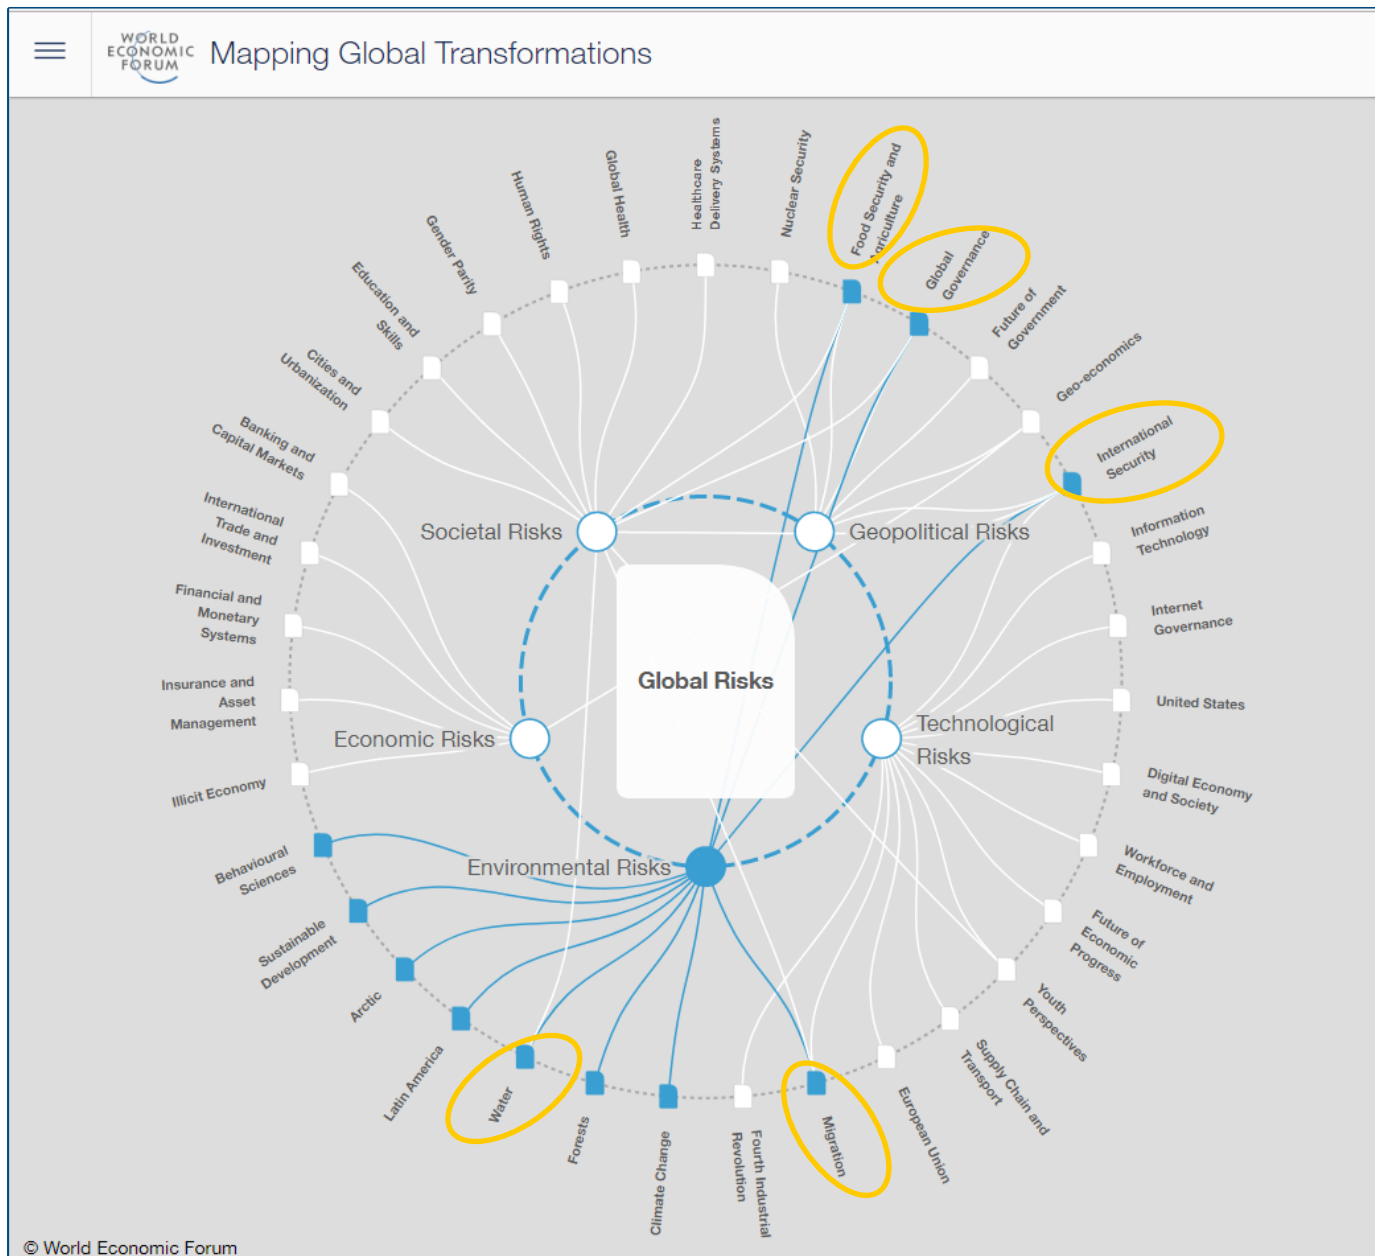 WORLD
ECONOMIC
FORUM
Mapping Global Transformations
Healthcare
Delivery Systems
Nuclear Security
Food Security and
Agriculture
Global
Governance
Future of
Government
Geo-economics
International
Security
Information
Technology
Internet
Governance
United States
Digital Economy
and Society
Workforce and
Employment
Future of
Economic
Progress
Youth
Perspectives
Supply Chain and
Transport
European Union
Migration
Fourth Industrial
Revolution
Climate Change
Forests
Water
Latin America
Arctic
Sustainable
Development
Behavioural
Sciences
Illicit Economy
Insurance and
Asset
Management
Financial and
Monetary
Systems
International
Trade and
Investment
Banking and
Capital Markets
Cities and
Urbanization
Education and
Skills
Gender Parity
Human Rights
Global Health
Societal Risks
Geopolitical Risks
Global Risks
Economic Risks
Technological
Risks
Environmental Risks
© World Economic Forum